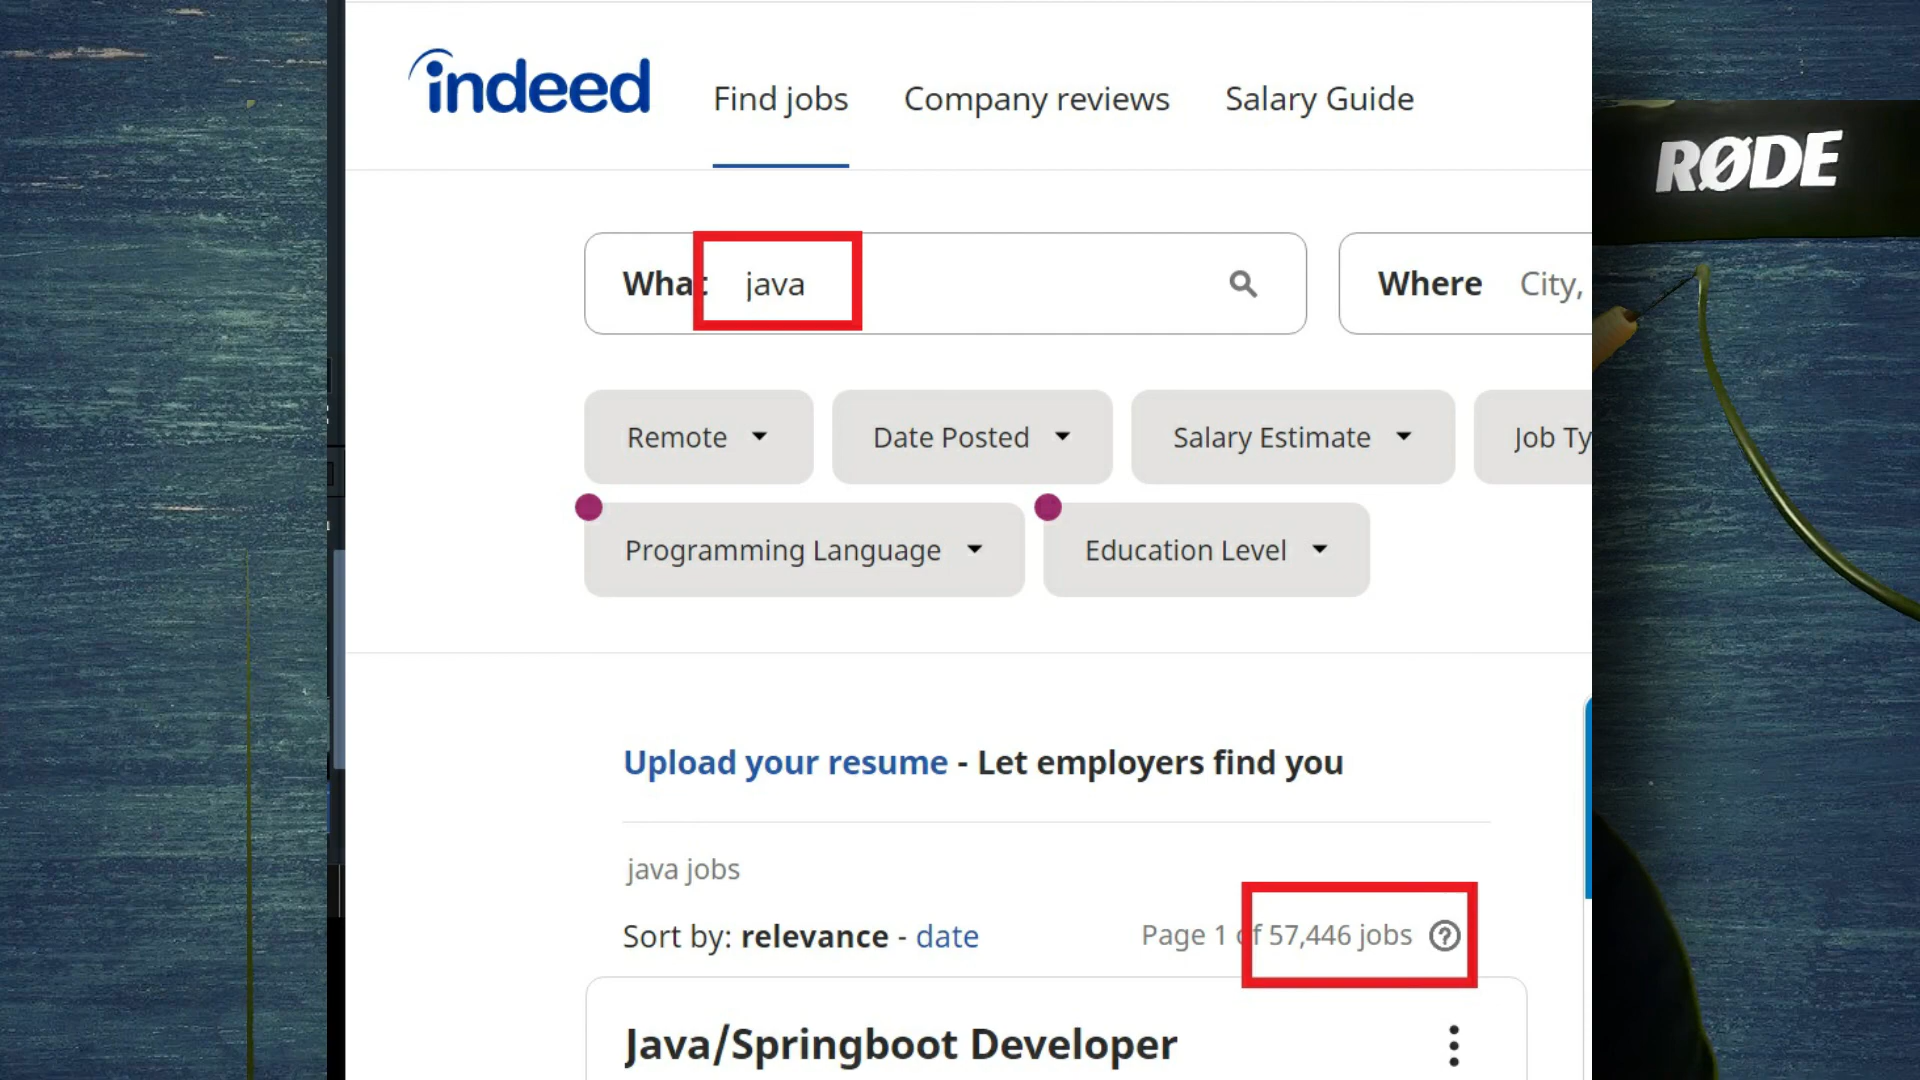 indeed
Find jobs Company reviews Salary Guide
RØDE
What java
Where City,
Remote Date Posted Salary Estimate Job Ty
Programming Language Education Level
Upload your resume - Let employers find you
java jobs
Sort by: relevance - date
Page 1 of 57,446 jobs
Java/Springboot Developer